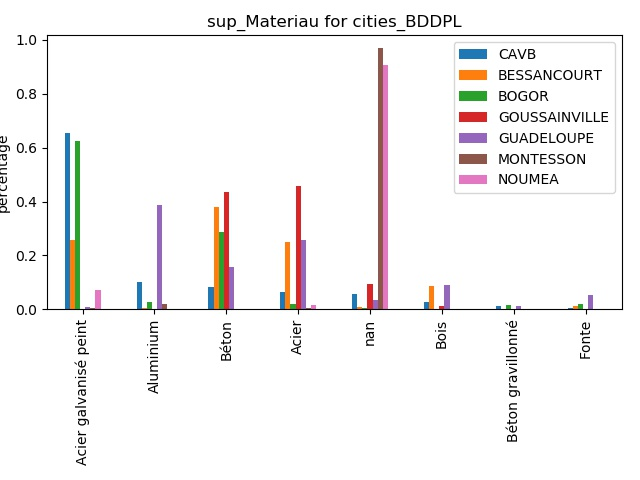 sup_Materiau for cities_BDDPL
percentage
1.0
0.8
0.6
0.4
0.2
0.0
CAVB
BESSANCOURT
BOGOR
GOUSSAINVILLE
GUADELOUPE
MONTESSON
NOUMEA
Acier galvanisé peint
Aluminium
Béton
Acier
nan
Bois
Béton gravillonné
Fonte